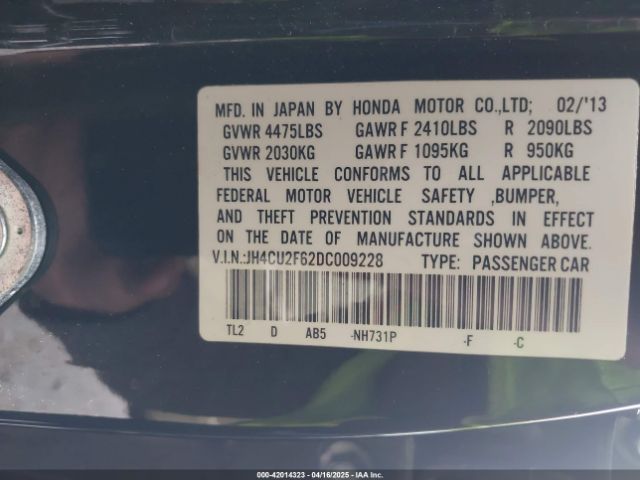 MFD. IN JAPAN BY HONDA MOTOR CO.,LTD; 02/'13
GVWR 4475LBS GAWR F 2410LBS R 2090LBS
GVWR 2030KG GAWR F 1095KG R 950KG
THIS VEHICLE CONFORMS TO ALL APPLICABLE
FEDERAL MOTOR VEHICLE SAFETY ,BUMPER,
AND THEFT PREVENTION STANDARDS IN EFFECT
ON THE DATE OF MANUFACTURE SHOWN ABOVE.
V.I.N.:JH4CU2F62DC009228 TYPE: PASSENGER CAR
TL2 D AB5 -NH731P -F -C
000-42014323 | 04/16/2025 | IAA Inc.